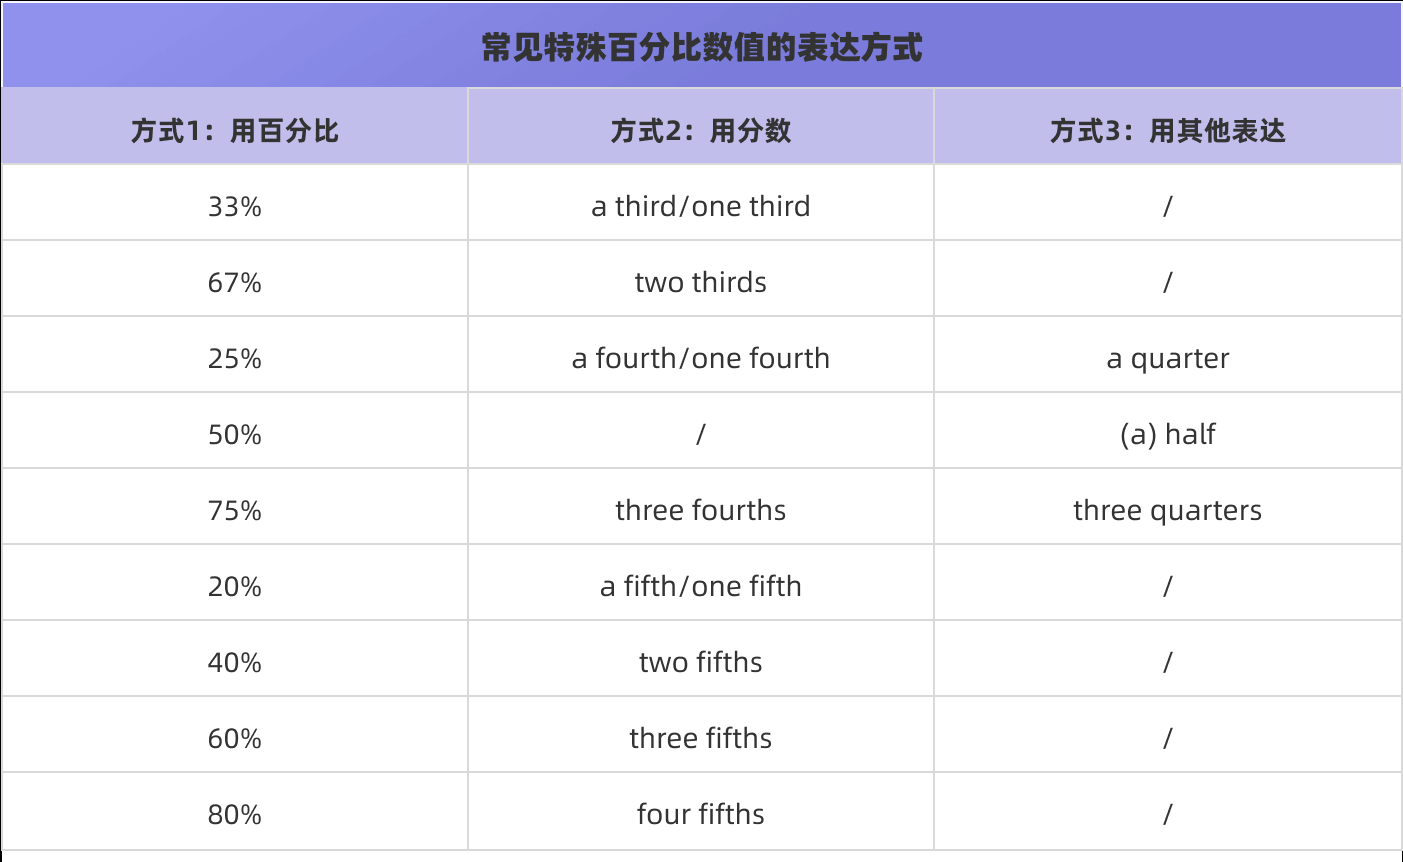 常见特殊百分比数值的表达方式
方式1：用百分比 方式2：用分数 方式3：用其他表达
33% a third/one third /
67% two thirds /
25% a fourth/one fourth a quarter
50% / (a) half
75% three fourths three quarters
20% a fifth/one fifth /
40% two fifths /
60% three fifths /
80% four fifths /